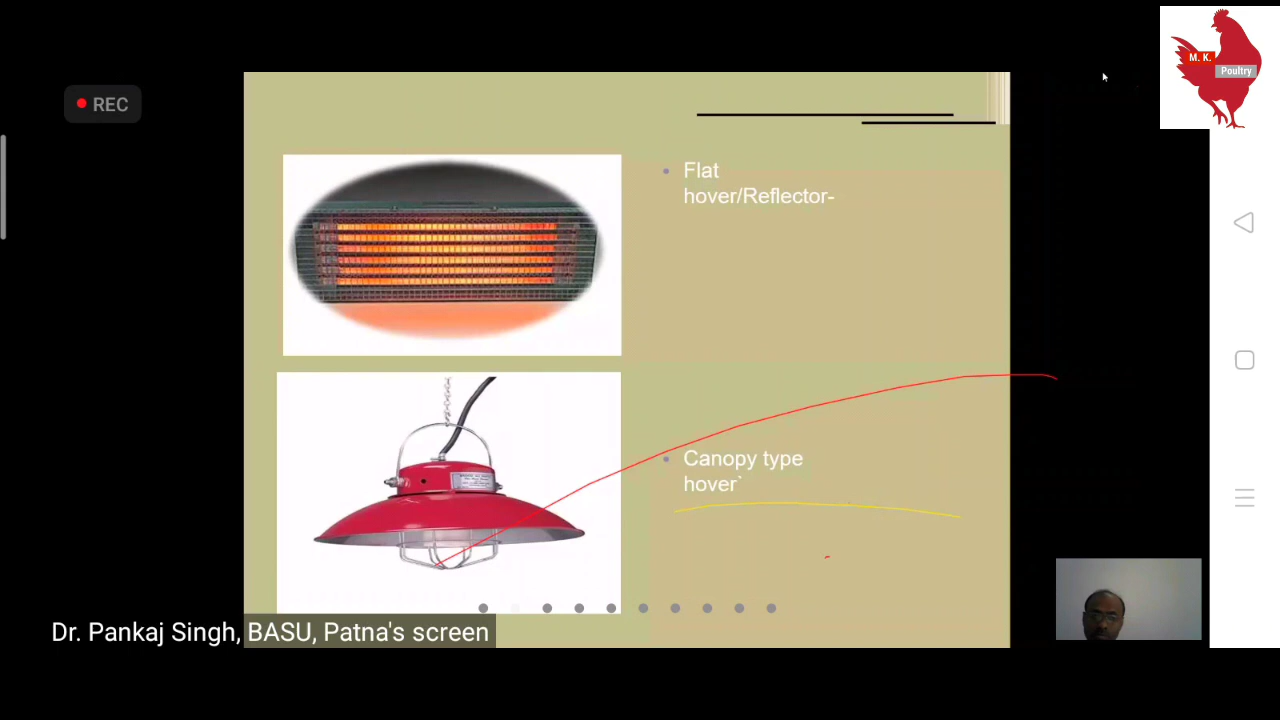 M. K.
Poultry
REC
Flat
hover/Reflector-
Canopy type
hover`
Dr. Pankaj Singh, BASU, Patna's screen